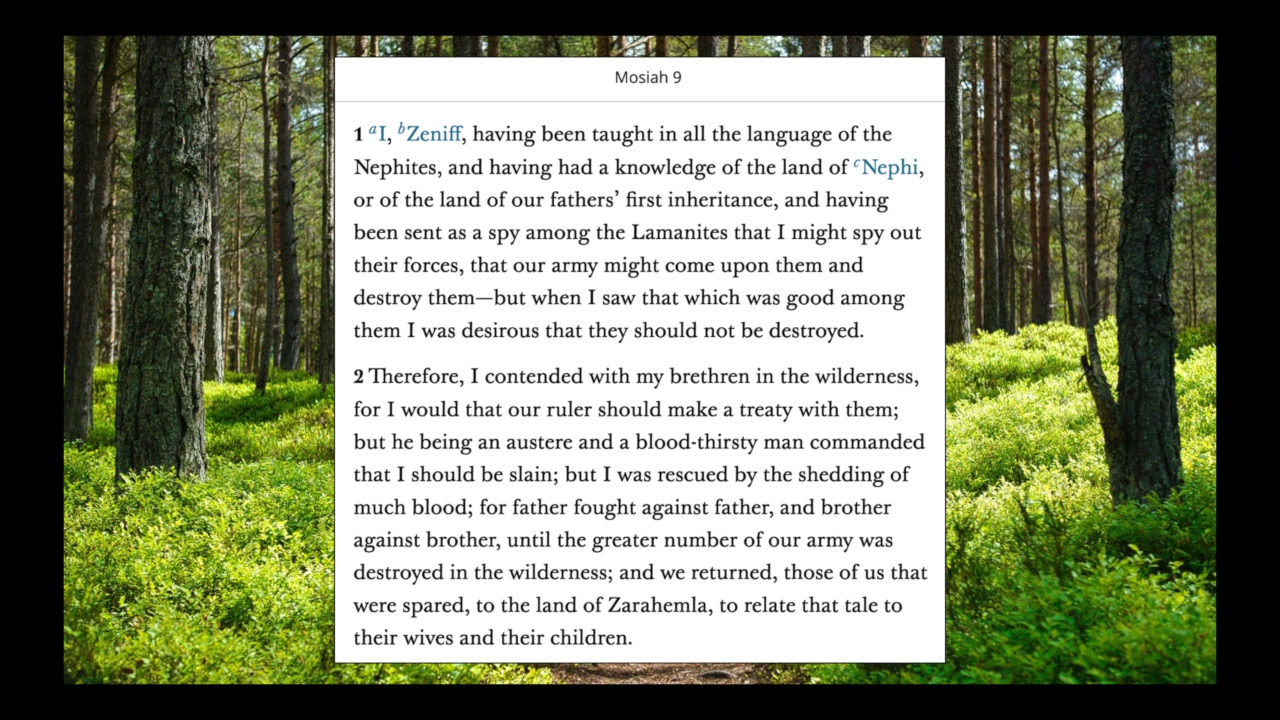 Mosiah 9
1 aI, bZeniff, having been taught in all the language of the
Nephites, and having had a knowledge of the land of cNephi,
or of the land of our fathers’ first inheritance, and having
been sent as a spy among the Lamanites that I might spy out
their forces, that our army might come upon them and
destroy them—but when I saw that which was good among
them I was desirous that they should not be destroyed.
2 Therefore, I contended with my brethren in the wilderness,
for I would that our ruler should make a treaty with them;
but he being an austere and a blood-thirsty man commanded
that I should be slain; but I was rescued by the shedding of
much blood; for father fought against father, and brother
against brother, until the greater number of our army was
destroyed in the wilderness; and we returned, those of us that
were spared, to the land of Zarahemla, to relate that tale to
their wives and their children.